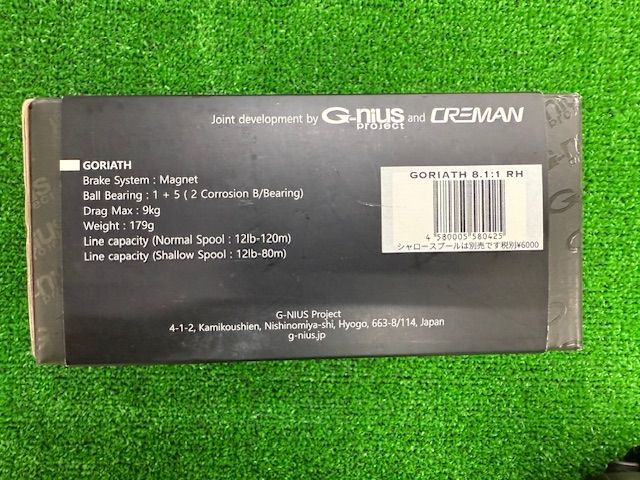 Joint development by G-nius project and CREMAN
GORIATH
Brake System : Magnet
Ball Bearing : 1 + 5 ( 2 Corrosion B/Bearing)
Drag Max : 9kg
Weight : 179g
Line capacity (Normal Spool : 12lb-120m)
Line capacity (Shallow Spool : 12lb-80m)
GORIATH 8.1:1 RH
4 580005 580425
シャロースプールは別売です税別¥6000
G-NIUS Project
4-1-2, Kamikoushien, Nishinomiya-shi, Hyogo, 663-8/114, Japan
g-nius.jp